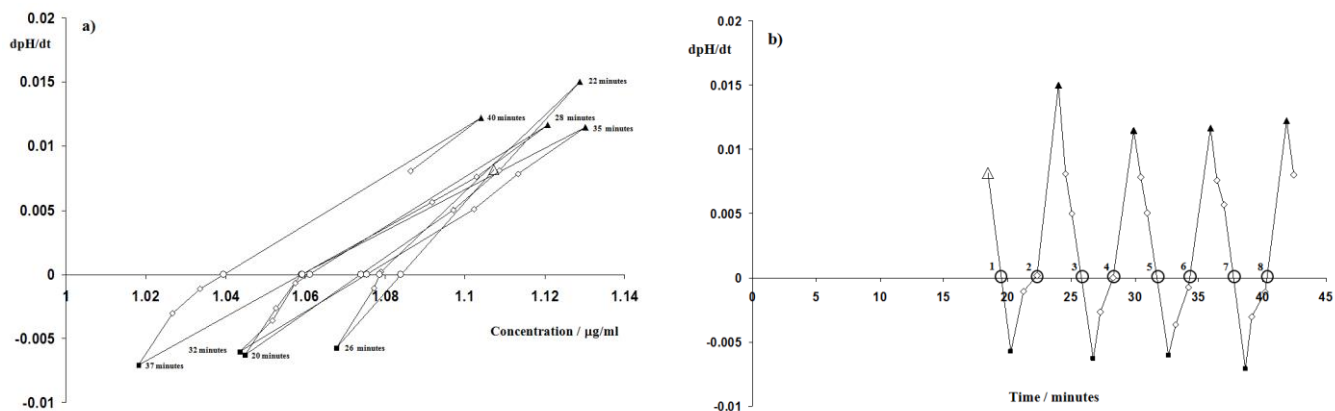 a)
dpH/dt
0.02
0.015
0.01
0.005
0
-0.005
-0.01
1
1.02
1.04
1.06
1.08
1.1
1.12
1.14
22 minutes
40 minutes
28 minutes
35 minutes
32 minutes
20 minutes
26 minutes
37 minutes
Concentration / µg/ml
b)
dpH/dt
0.02
0.015
0.01
0.005
0
-0.005
-0.01
0
5
10
15
20
25
30
35
40
45
1
2
3
4
5
6
7
8
Time / minutes